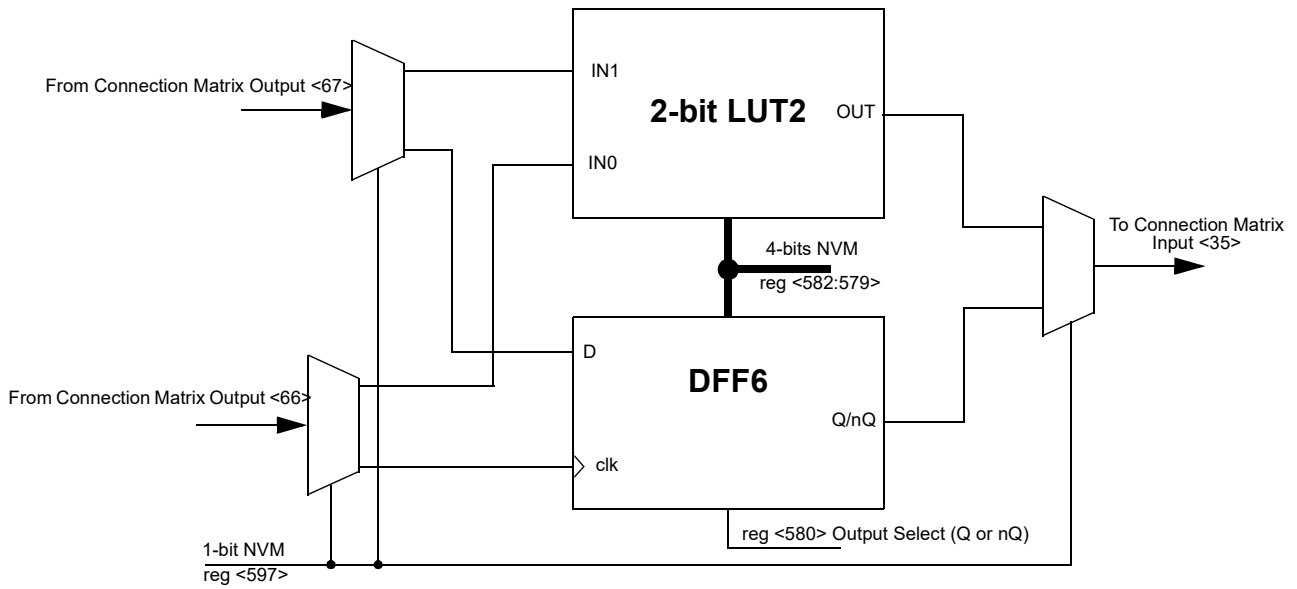 From Connection Matrix Output <67>
IN1
2-bit LUT2
OUT
IN0
To Connection Matrix
Input <35>
4-bits NVM
reg <582:579>
D
DFF6
From Connection Matrix Output <66>
Q/nQ
clk
reg <580> Output Select (Q or nQ)
1-bit NVM
reg <597>